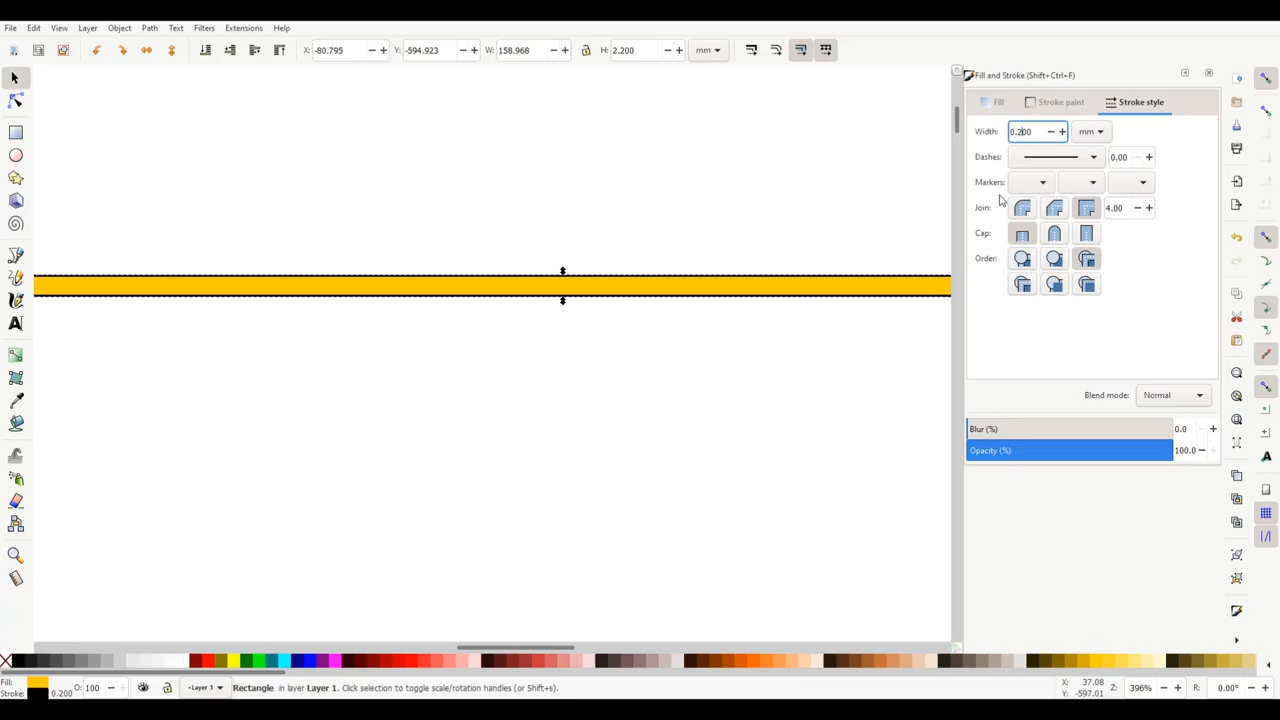 File Edit View Layer Object Path Text Filters Extensions Help
X: -80.795 Y: -594.923 W: 158.968 H: 2.200 mm
Fill and Stroke (Shift+Ctrl+F)
Fill Stroke paint Stroke style
Width: 0.200 mm
Dashes: 0.00
Markers:
Join: 4.00
Cap:
Order:
Blend mode: Normal
Blur (%) 0.0
Opacity (%) 100.0
A
A
Fill:
Stroke: 0.200 O: 100 Layer 1 Rectangle in layer Layer 1. Click selection to toggle scale/rotation handles (or Shift+s). X: 37.08 Y: -597.01 Z: 396% R: 0.00°